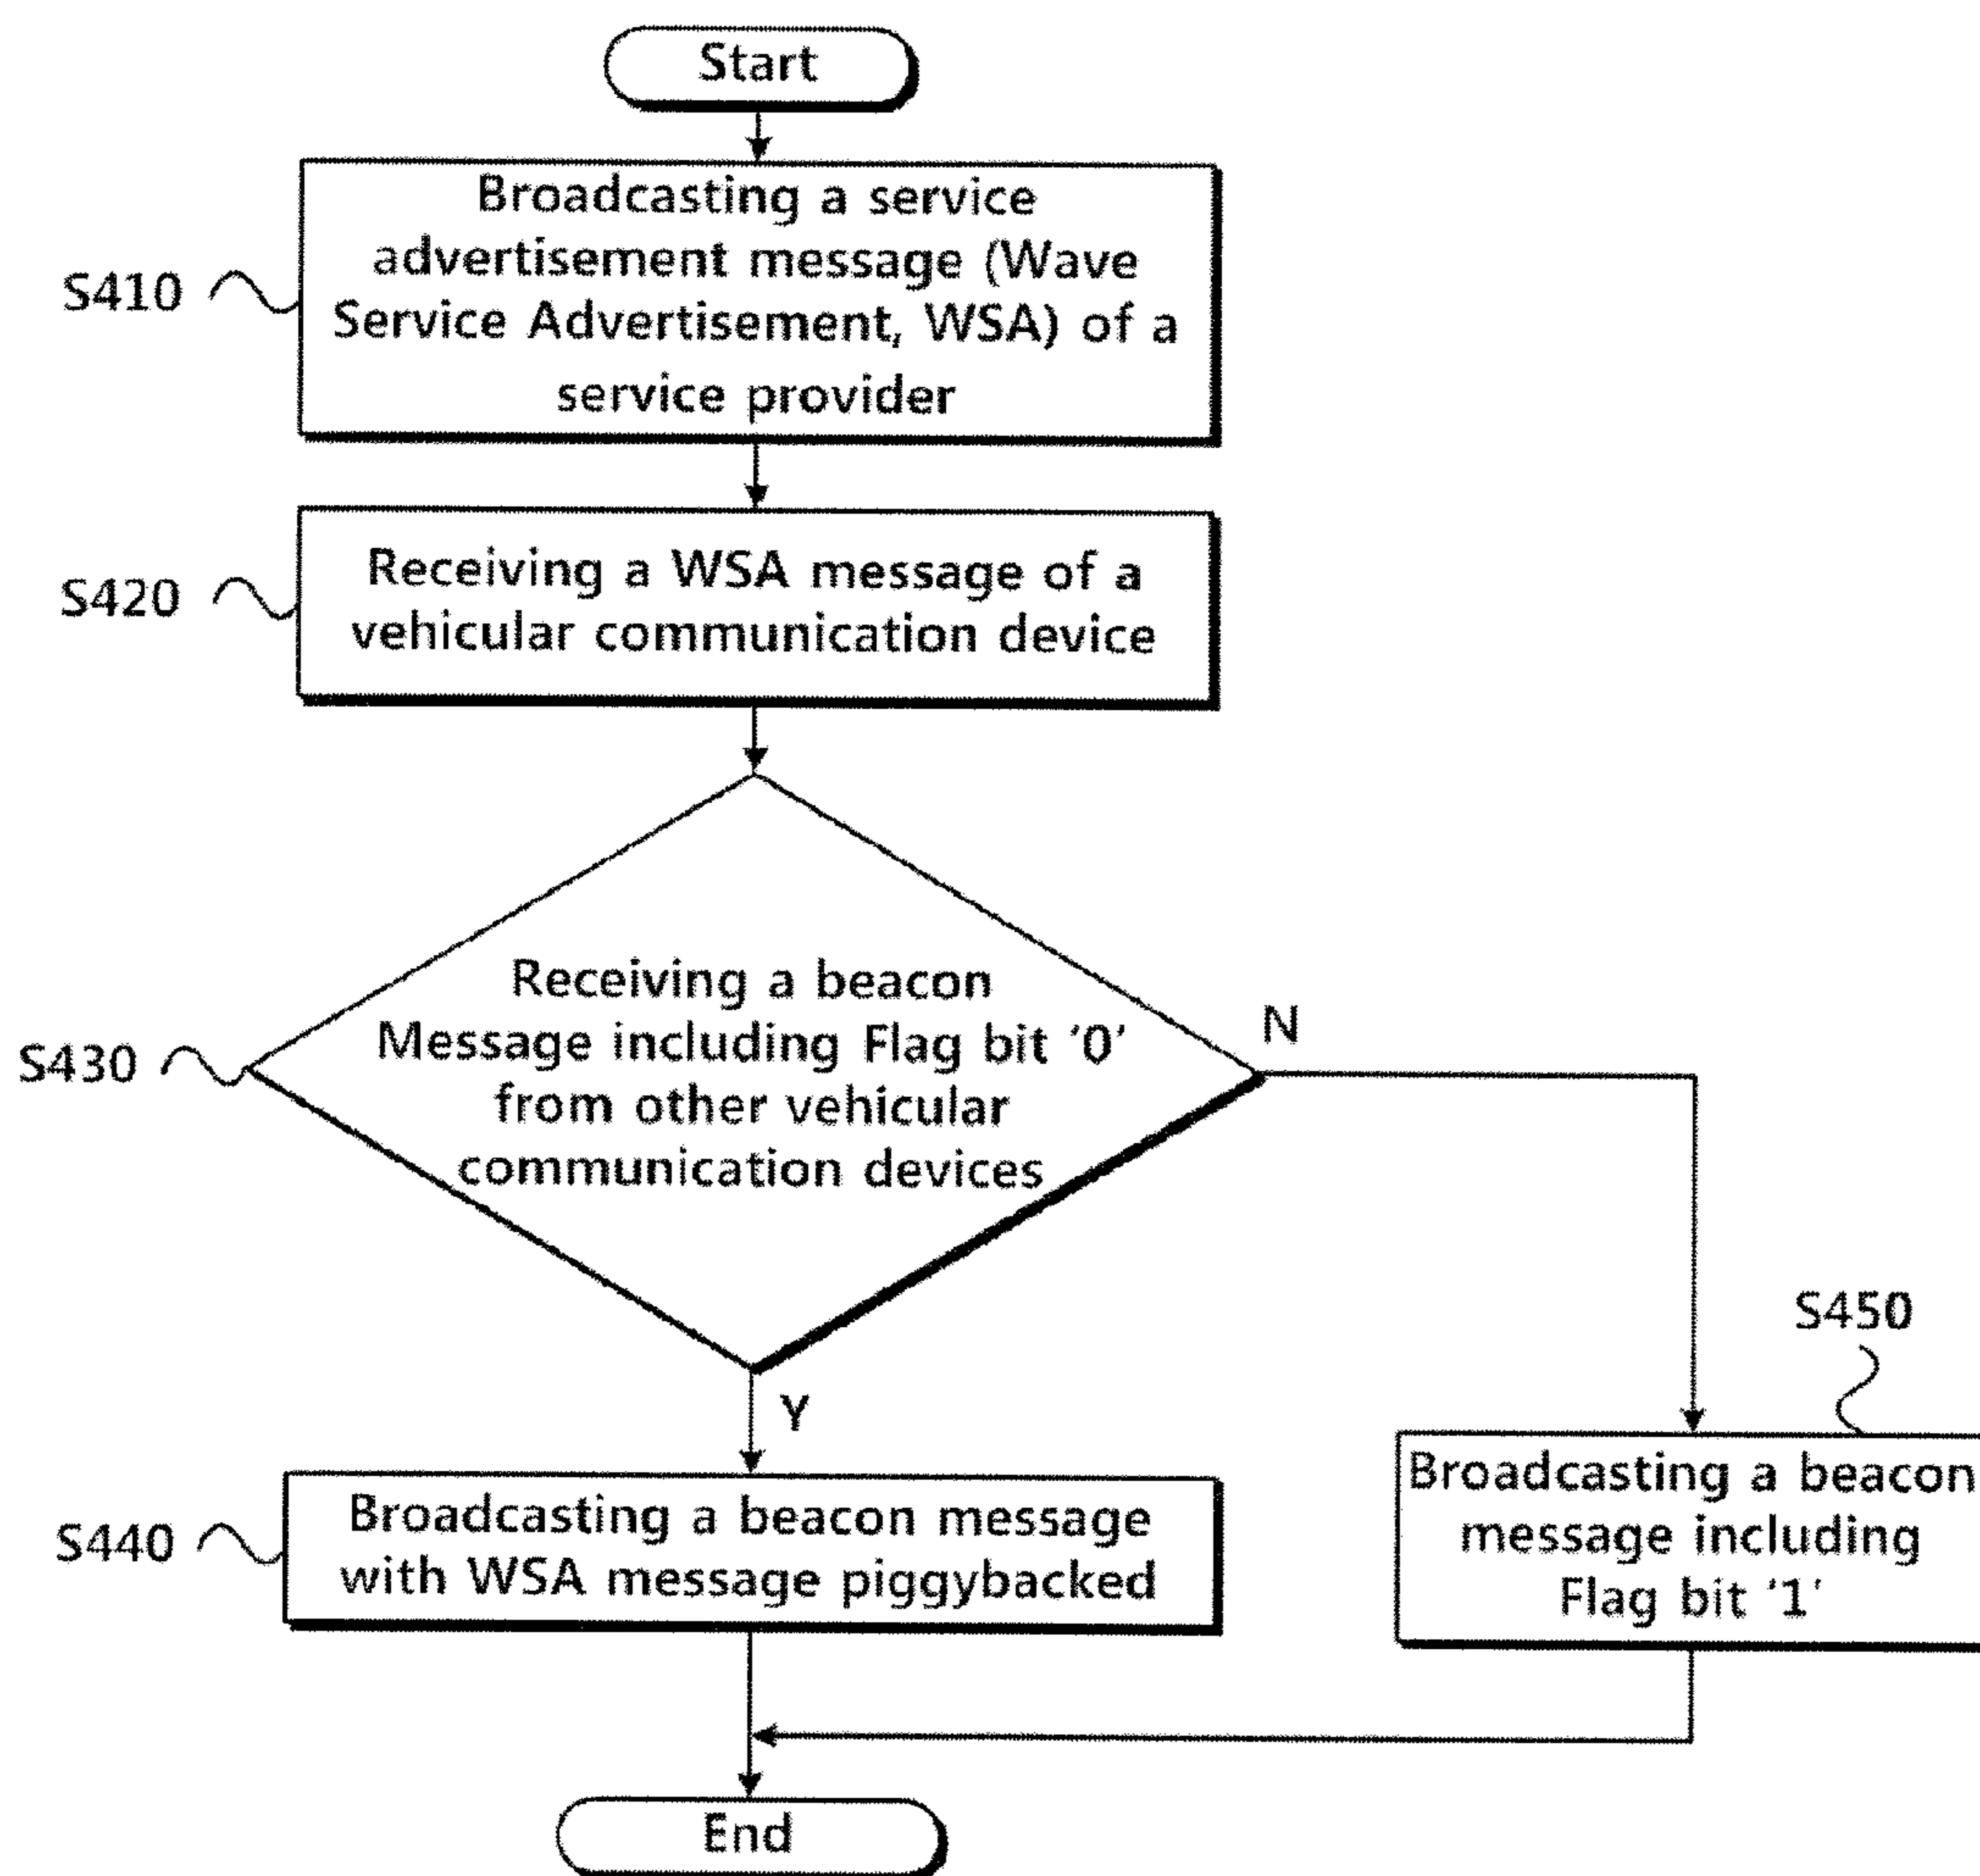 Start
Broadcasting a service
advertisement message (Wave
Service Advertisement, WSA) of a
service provider
S410
Receiving a WSA message of a
vehicular communication device
S420
Receiving a beacon
Message including Flag bit '0'
from other vehicular
communication devices
S430
N
Y
S450
Broadcasting a beacon message
with WSA message piggybacked
S440
Broadcasting a beacon
message including
Flag bit '1'
End